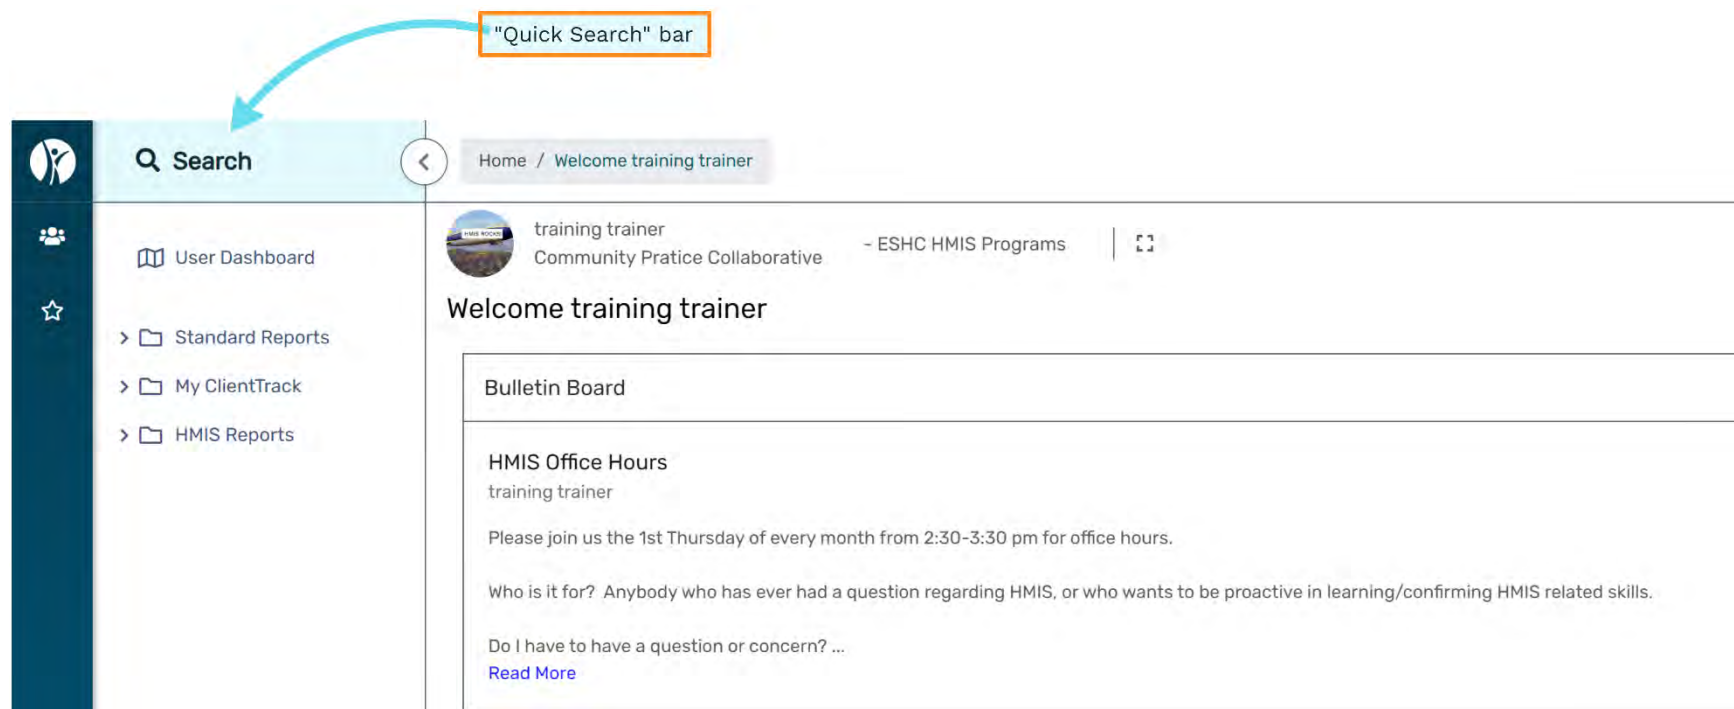 "Quick Search" bar
Search
Home / Welcome training trainer
User Dashboard
Standard Reports
My ClientTrack
HMIS Reports
HMIS ROCKS!
training trainer
Community Pratice Collaborative
- ESHC HMIS Programs
Welcome training trainer
Bulletin Board
HMIS Office Hours
training trainer
Please join us the 1st Thursday of every month from 2:30-3:30 pm for office hours.
Who is it for?  Anybody who has ever had a question regarding HMIS, or who wants to be proactive in learning/confirming HMIS related skills.
Do I have to have a question or concern? ...
Read More